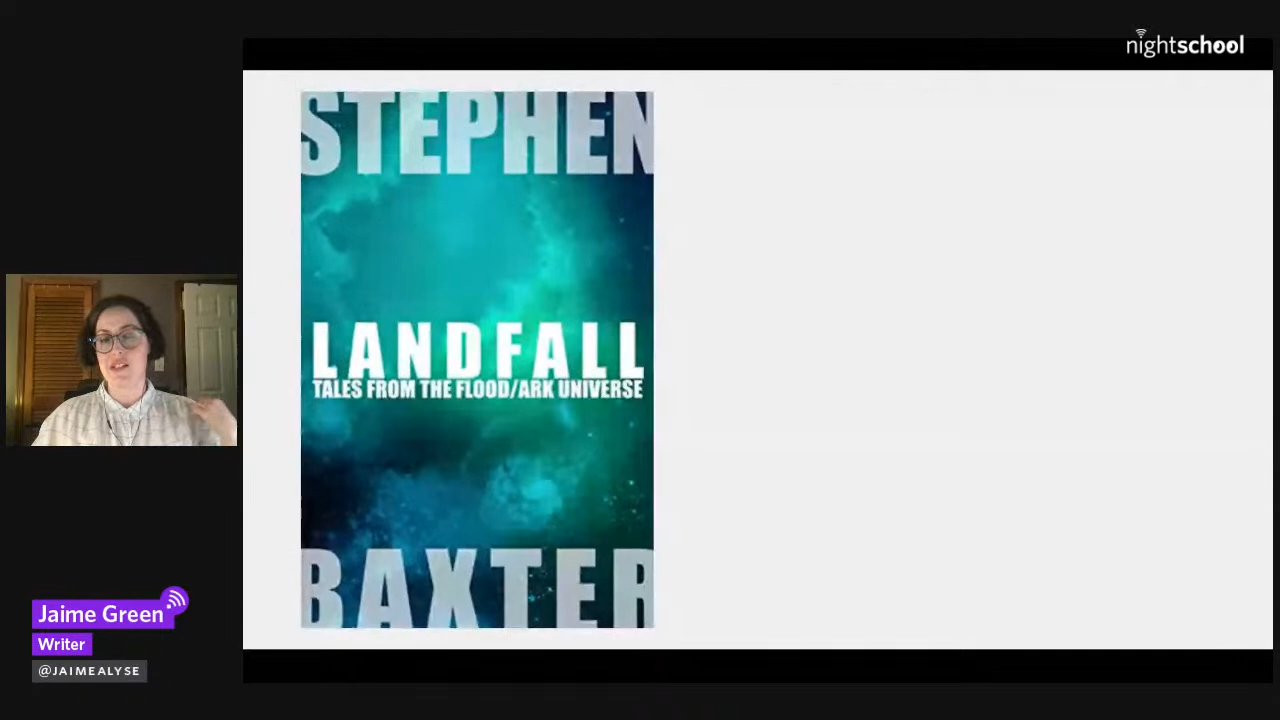 nightschool
STEPHEN
LANDFALL
TALES FROM THE FLOOD/ARK UNIVERSE
BAXTER
Jaime Green
Writer
@JAIMEALYSE